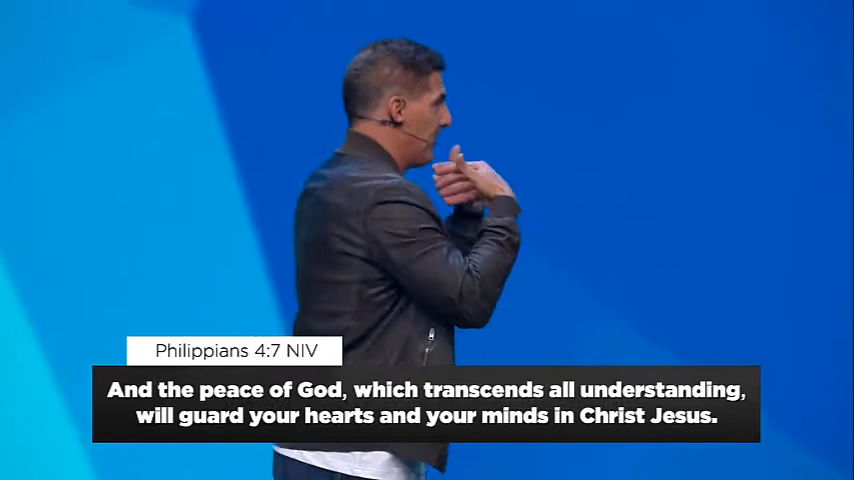 Philippians 4:7 NIV
And the peace of God, which transcends all understanding,
will guard your hearts and your minds in Christ Jesus.